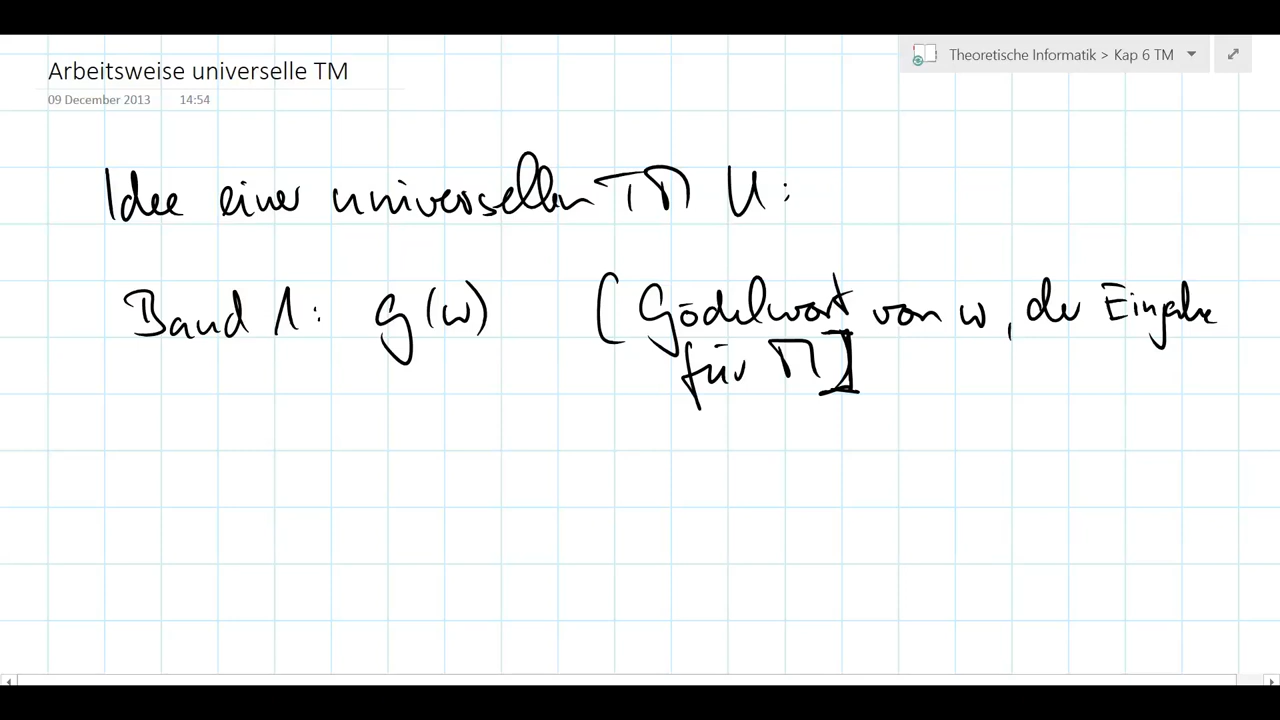 Theoretische Informatik > Kap 6 TM
Arbeitsweise universelle TM
09 December 2013 14:54
Idee einer universellen TM U:
Band 1: g(w) (Gödelwort von w, der Eingabe
für M]